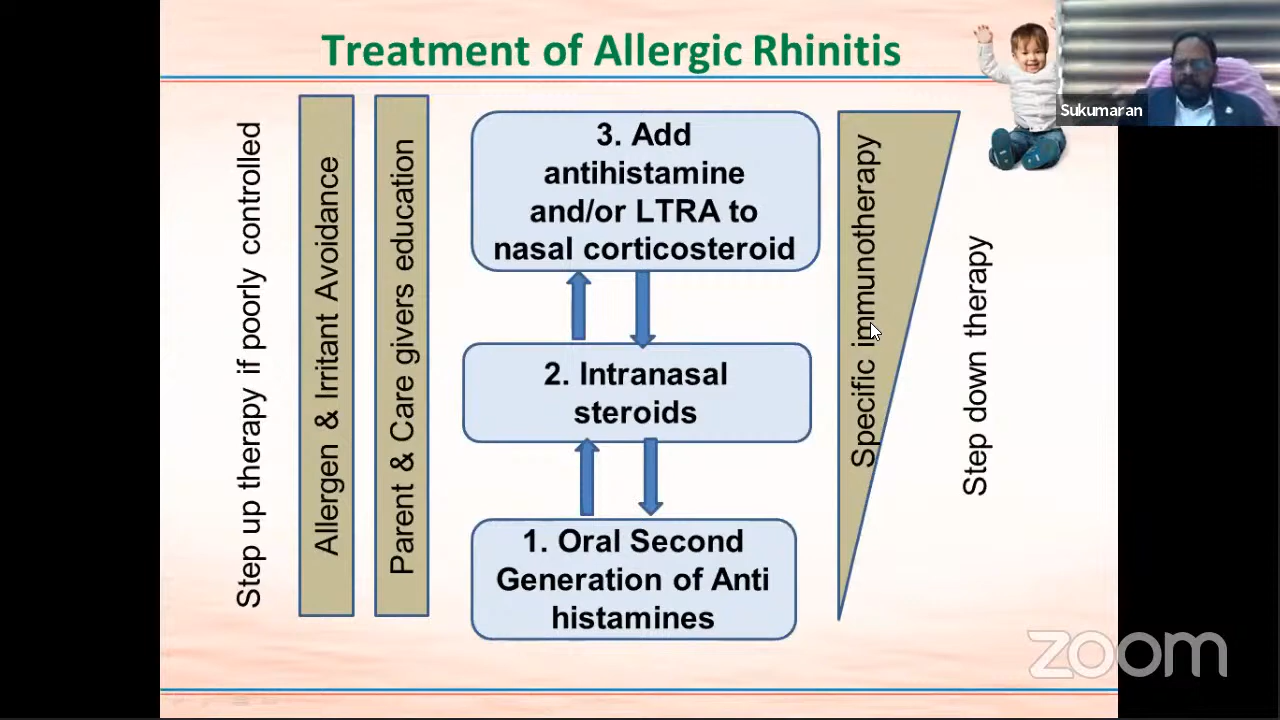 Treatment of Allergic Rhinitis
Sukumaran
Step up therapy if poorly controlled
Allergen & Irritant Avoidance
Parent & Care givers education
3. Add
antihistamine
and/or LTRA to
nasal corticosteroid
2. Intranasal
steroids
1. Oral Second
Generation of Anti
histamines
Specific immunotherapy
Step down therapy
zoom